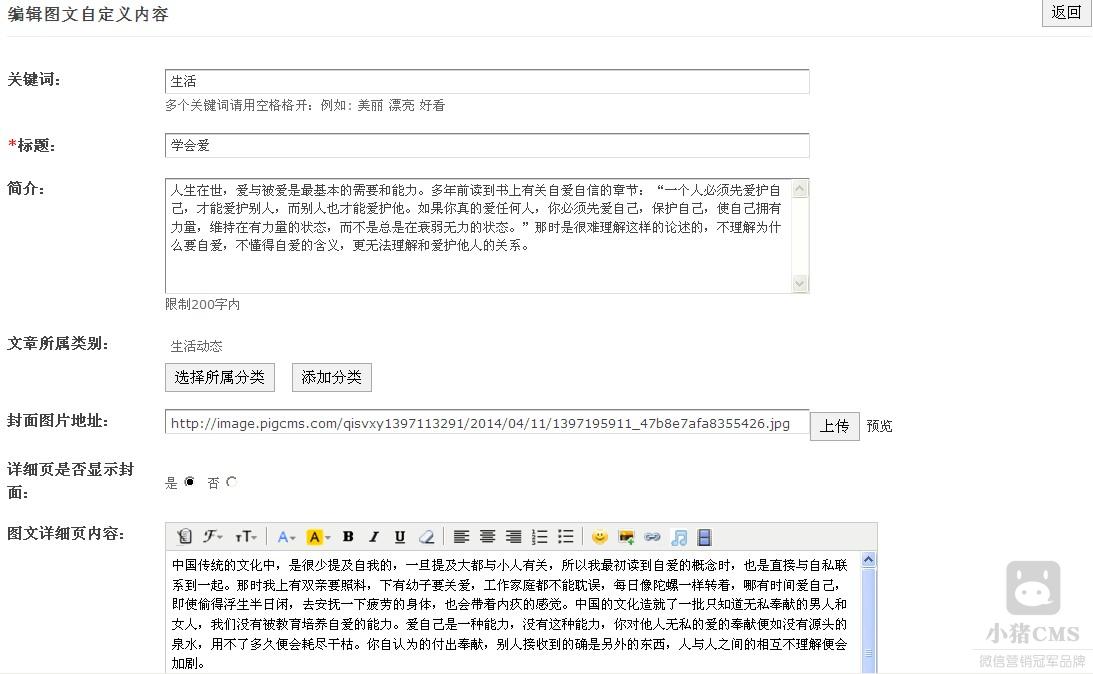 编辑图文自定义内容
返回
关键词：
生活
多个关键词请用空格格开：例如：美丽 漂亮 好看
*标题：
学会爱
简介：
人生在世，爱与被爱是最基本的需要和能力。多年前读到书上有关自爱自信的章节：“一个人必须先爱护自
己，才能爱护别人，而别人也才能爱护他。如果你真的爱任何人，你必须先爱自己，保护自己，使自己拥有
力量，维持在有力量的状态，而不是总是在衰弱无力的状态。”那时是很难理解这样的论述的，不理解为什
么要自爱，不懂得自爱的含义，更无法理解和爱护他人的关系。
限制200字内
文章所属类别：
生活动态
选择所属分类 添加分类
封面图片地址：
http://image.pigcms.com/qisvxy1397113291/2014/04/11/1397195911_47b8e7afa8355426.jpg
上传 预览
详细页是否显示封
面：
是 否
图文详细页内容：
中国传统的文化中，是很少提及自我的，一旦提及大都与小人有关，所以我最初读到自爱的概念时，也是直接与自私联
系到一起。那时我上有双亲要照料，下有幼子要关爱，工作家庭都不能耽误，每日像陀螺一样转着，哪有时间爱自己，
即使偷得浮生半日闲，去安抚一下疲劳的身体，也会带着内疚的感觉。中国的文化造就了一批只知道无私奉献的男人和
女人，我们没有被教育培养自爱的能力。爱自己是一种能力，没有这种能力，你对他人无私的爱的奉献便如没有源头的
泉水，用不了多久便会耗尽干枯。你自认为的付出奉献，别人接收到的确是另外的东西，人与人之间的相互不理解便会
加剧。
小猪CMS
微信营销冠军品牌